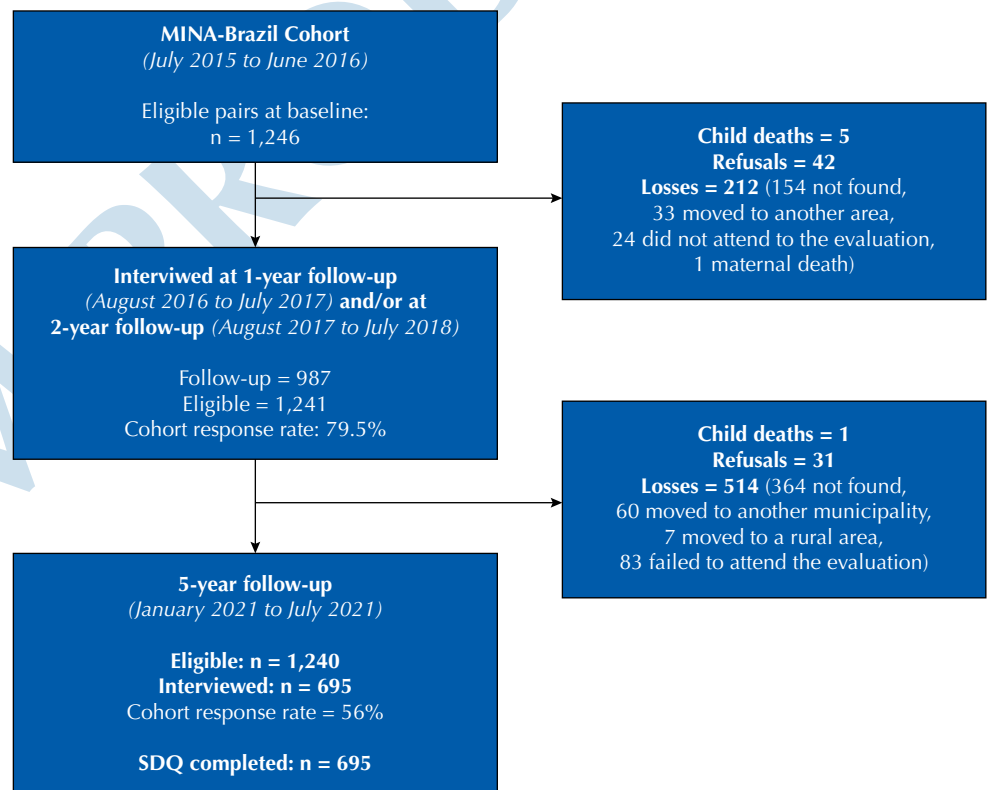 MINA-Brazil Cohort
(July 2015 to June 2016)
Eligible pairs at baseline:
n = 1,246
Child deaths = 5
Refusals = 42
Losses = 212 (154 not found,
33 moved to another area,
24 did not attend to the evaluation,
1 maternal death)
Interviwed at 1-year follow-up
(August 2016 to July 2017) and/or at
2-year follow-up (August 2017 to July 2018)
Follow-up = 987
Eligible = 1,241
Cohort response rate: 79.5%
Child deaths = 1
Refusals = 31
Losses = 514 (364 not found,
60 moved to another municipality,
7 moved to a rural area,
83 failed to attend the evaluation)
5-year follow-up
(January 2021 to July 2021)
Eligible: n = 1,240
Interviewed: n = 695
Cohort response rate = 56%
SDQ completed: n = 695